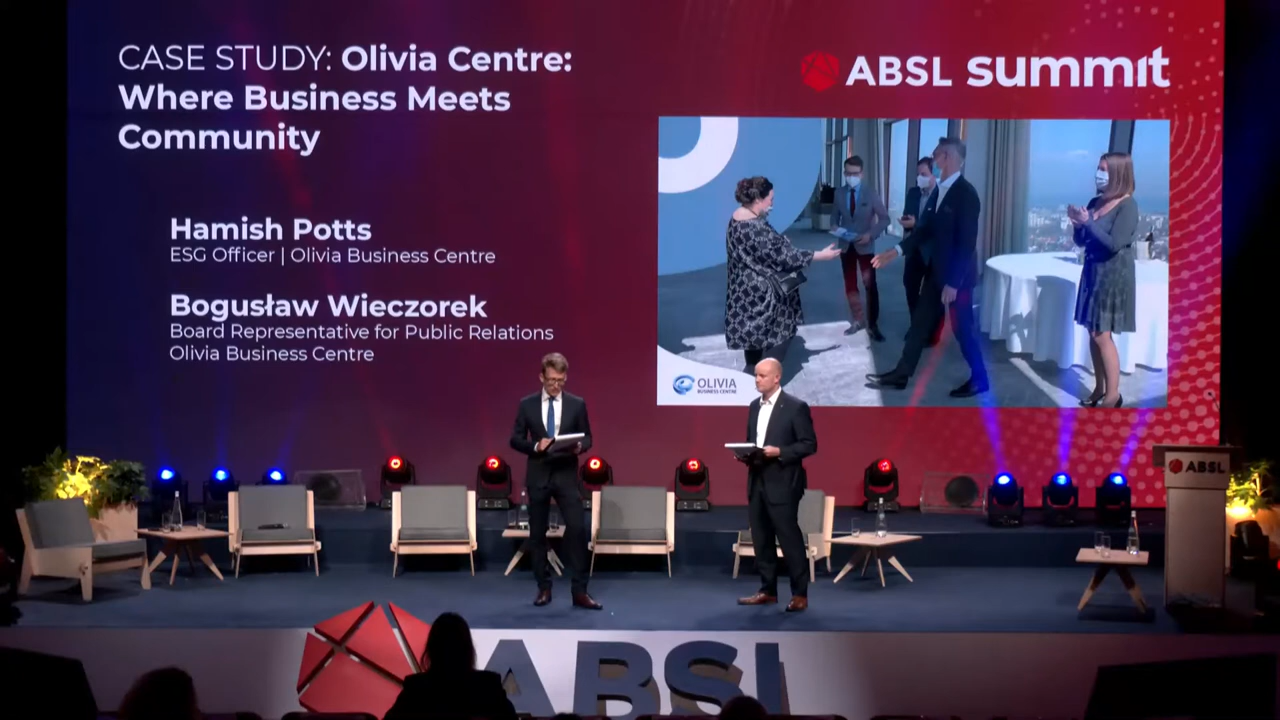 CASE STUDY: Olivia Centre:
Where Business Meets
Community
ABSL summit
Hamish Potts
ESG Officer | Olivia Business Centre
Bogusław Wieczorek
Board Representative for Public Relations
Olivia Business Centre
OLIVIA
BUSINESS CENTRE
ABSL
ABSL